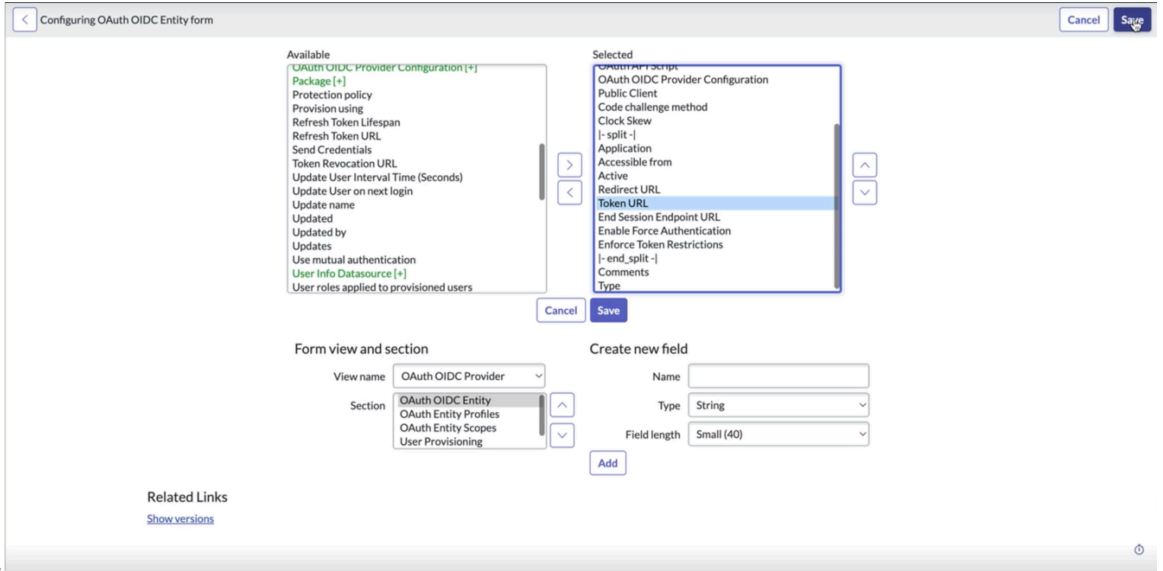 Configuring OAuth OIDC Entity form
Cancel
Save
Available
OAuth OIDC Provider Configuration [+]
Package [+]
Protection policy
Provision using
Refresh Token Lifespan
Refresh Token URL
Send Credentials
Token Revocation URL
Update User Interval Time (Seconds)
Update User on next login
Update name
Updated
Updated by
Updates
Use mutual authentication
User Info Datasource [+]
User roles applied to provisioned users
Selected
OAuth API Script
OAuth OIDC Provider Configuration
Public Client
Code challenge method
Clock Skew
|- split -|
Application
Accessible from
Active
Redirect URL
Token URL
End Session Endpoint URL
Enable Force Authentication
Enforce Token Restrictions
|- end_split -|
Comments
Type
Cancel
Save
Form view and section
View name
OAuth OIDC Provider
Section
OAuth OIDC Entity
OAuth Entity Profiles
OAuth Entity Scopes
User Provisioning
Create new field
Name
Type
String
Field length
Small (40)
Add
Related Links
Show versions